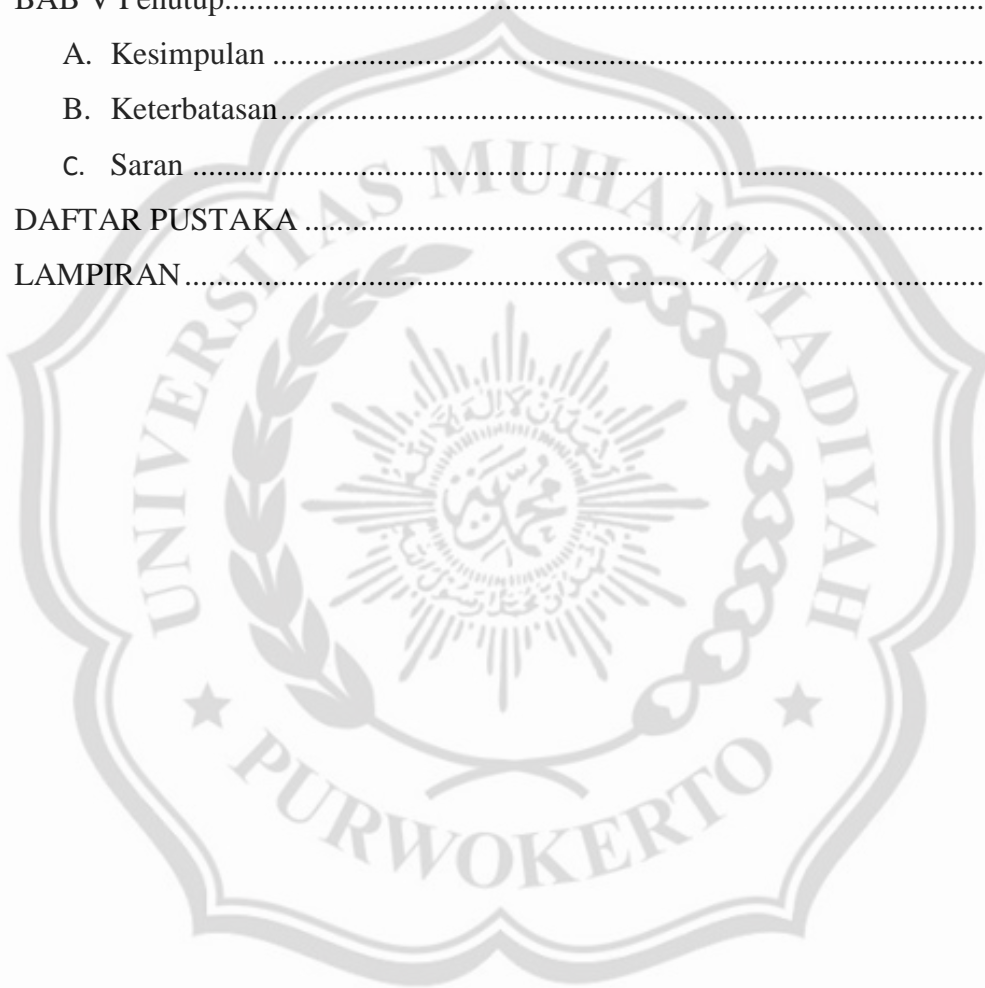 BAB V Penutup..........................................................................................
A. Kesimpulan ..........................................................................................
B. Keterbatasan..........................................................................................
C. Saran ..........................................................................................
DAFTAR PUSTAKA ..........................................................................................
LAMPIRAN..........................................................................................
UNIVERSITAS MUHAMMADIYAH
PURWOKERTO